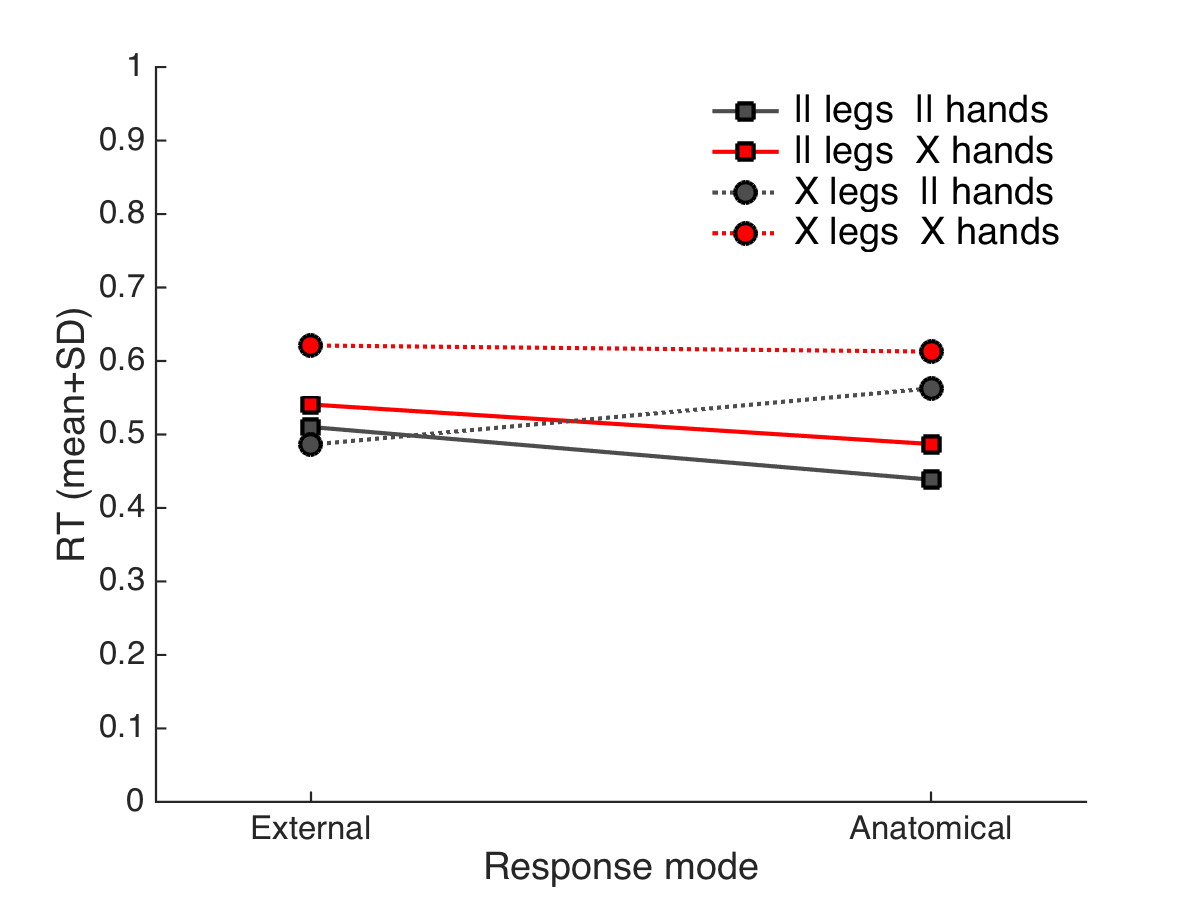 1
0.9
0.8
0.7
0.6
0.5
0.4
0.3
0.2
0.1
0
RT (mean+SD)
ll legs ll hands
ll legs X hands
X legs ll hands
X legs X hands
External
Anatomical
Response mode